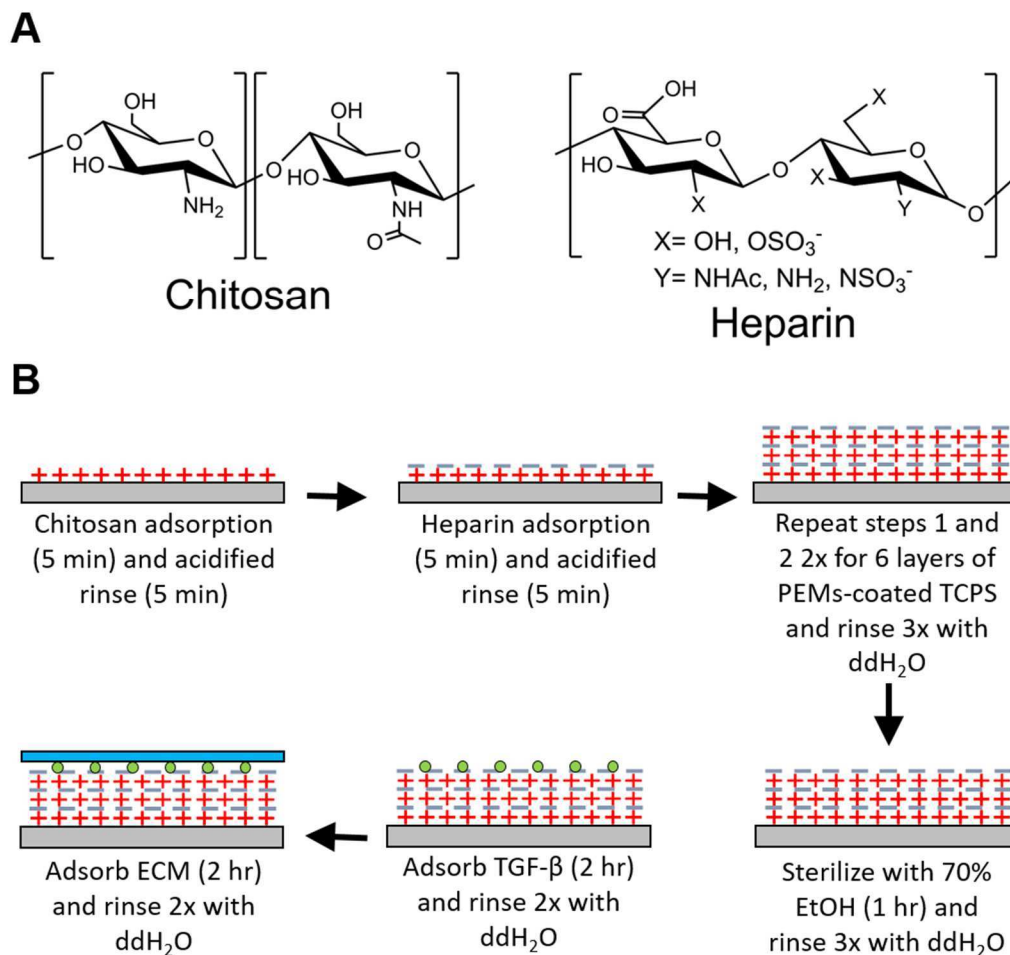 A
OH
O
O
HO
NH₂
O
OH
O
HO
NH
O
Chitosan
O
OH
O
HO
X
O
X
O
X
Y
O
X= OH, OSO₃⁻
Y= NHAc, NH₂, NSO₃⁻
Heparin
B
Chitosan adsorption
(5 min) and acidified
rinse (5 min)
Heparin adsorption
(5 min) and acidified
rinse (5 min)
Repeat steps 1 and
2 2x for 6 layers of
PEMs-coated TCPS
and rinse 3x with
ddH₂O
Adsorb ECM (2 hr)
and rinse 2x with
ddH₂O
Adsorb TGF-β (2 hr)
and rinse 2x with
ddH₂O
Sterilize with 70%
EtOH (1 hr) and
rinse 3x with ddH₂O